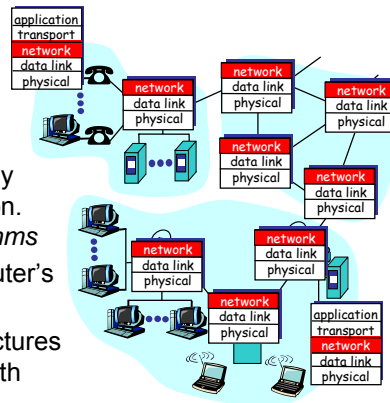 application
transport
network
data link
physical
network
data link
physical
network
data link
physical
network
data link
physical
network
data link
physical
network
data link
physical
y
on.
nms
uter's
ctures
th
network
data link
physical
network
data link
physical
network
data link
physical
application
transport
network
data link
physical